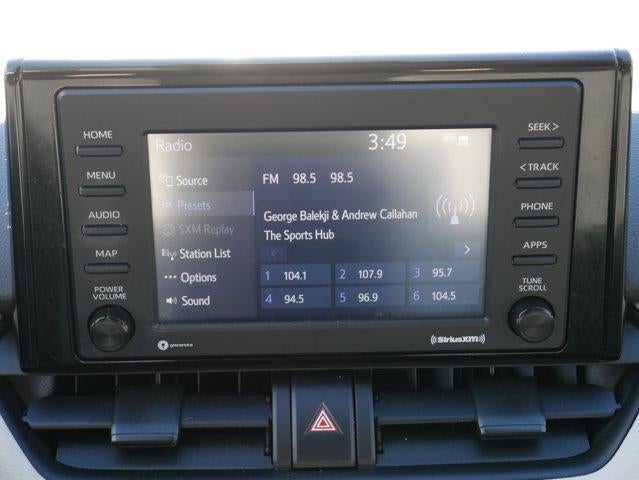 HOME
MENU
AUDIO
MAP
POWER
VOLUME
gracenote
Radio
3:49
Source
Presets
SXM Replay
Station List
Options
Sound
FM 98.5 98.5
George Balekji & Andrew Callahan
The Sports Hub
1 104.1 2 107.9 3 95.7
4 94.5 5 96.9 6 104.5
SEEK >
< TRACK
PHONE
APPS
TUNE
SCROLL
((SiriusXM))